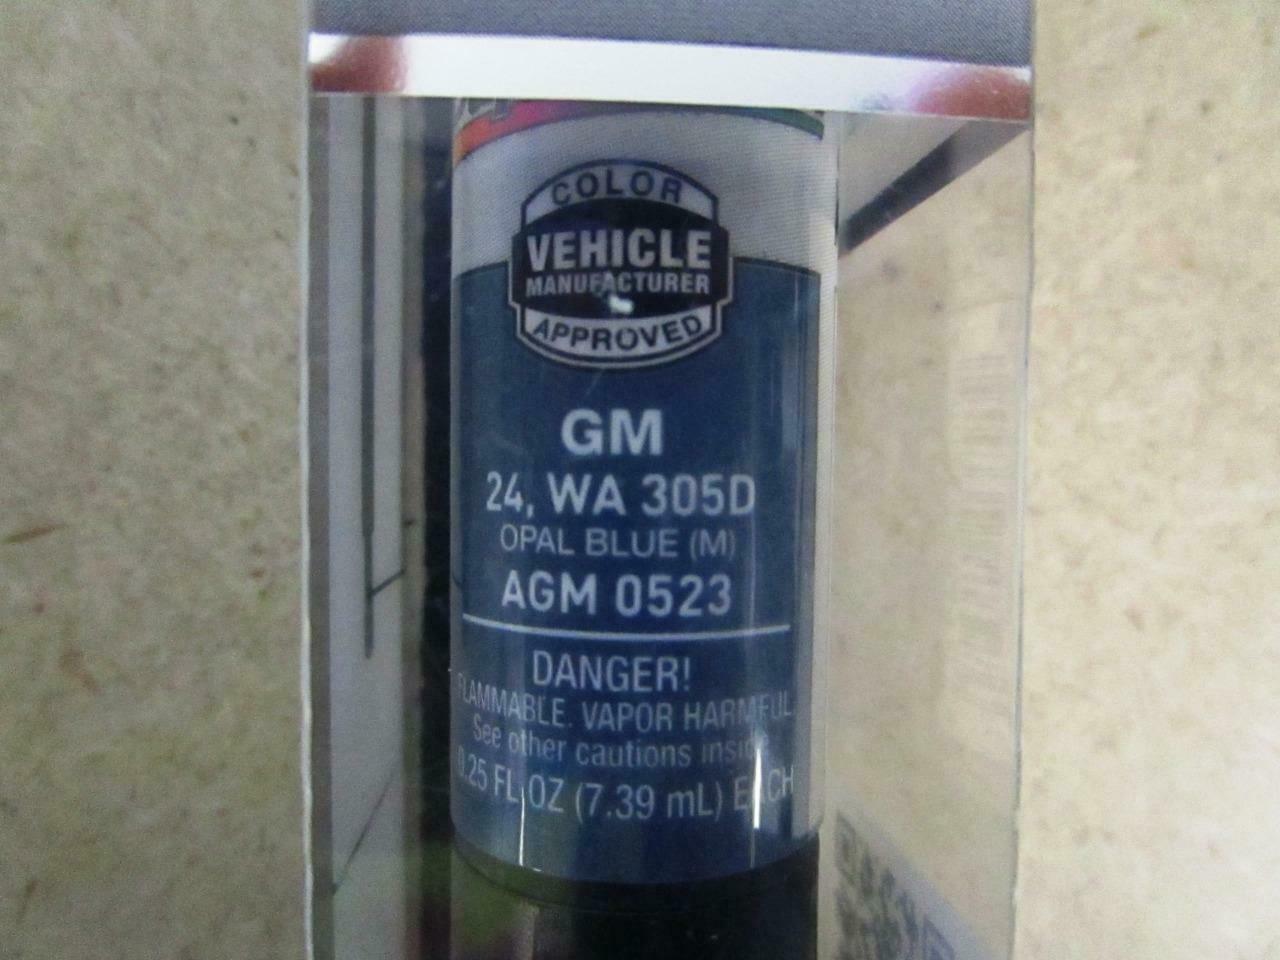 COLOR
VEHICLE
MANUFACTURER
APPROVED
GM
24, WA 305D
OPAL BLUE (M)
AGM 0523
DANGER!
FLAMMABLE. VAPOR HARMFUL.
See other cautions inside
0.25 FL OZ (7.39 mL) EACH